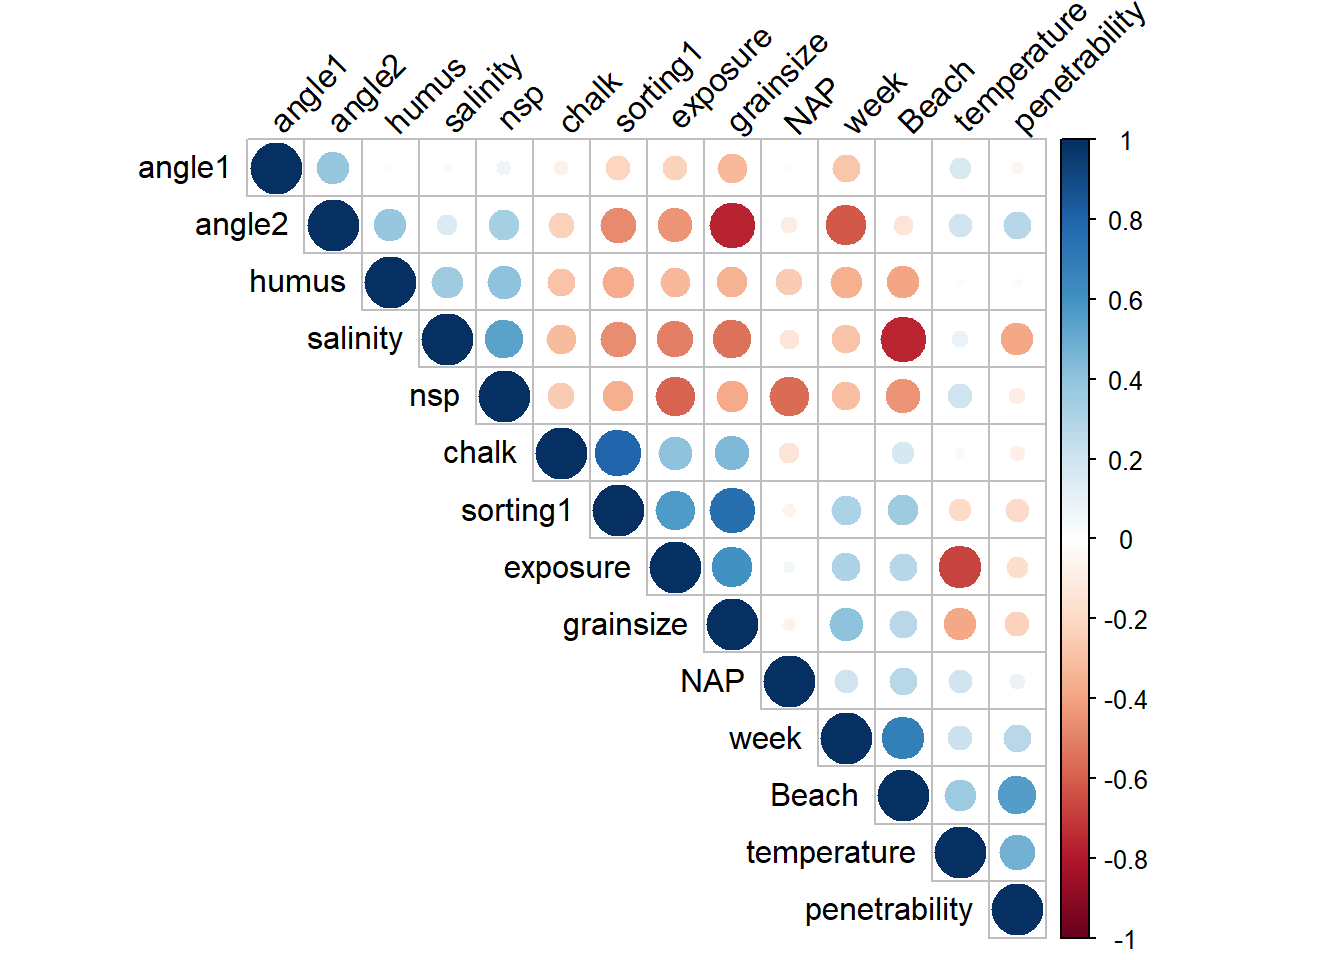 angle1
angle2
humus
salinity
nsp
chalk
sorting1
exposure
grainsize
NAP
week
Beach
temperature
penetrability
angle1
angle2
humus
salinity
nsp
chalk
sorting1
exposure
grainsize
NAP
week
Beach
temperature
penetrability
1
0.8
0.6
0.4
0.2
0
-0.2
-0.4
-0.6
-0.8
-1